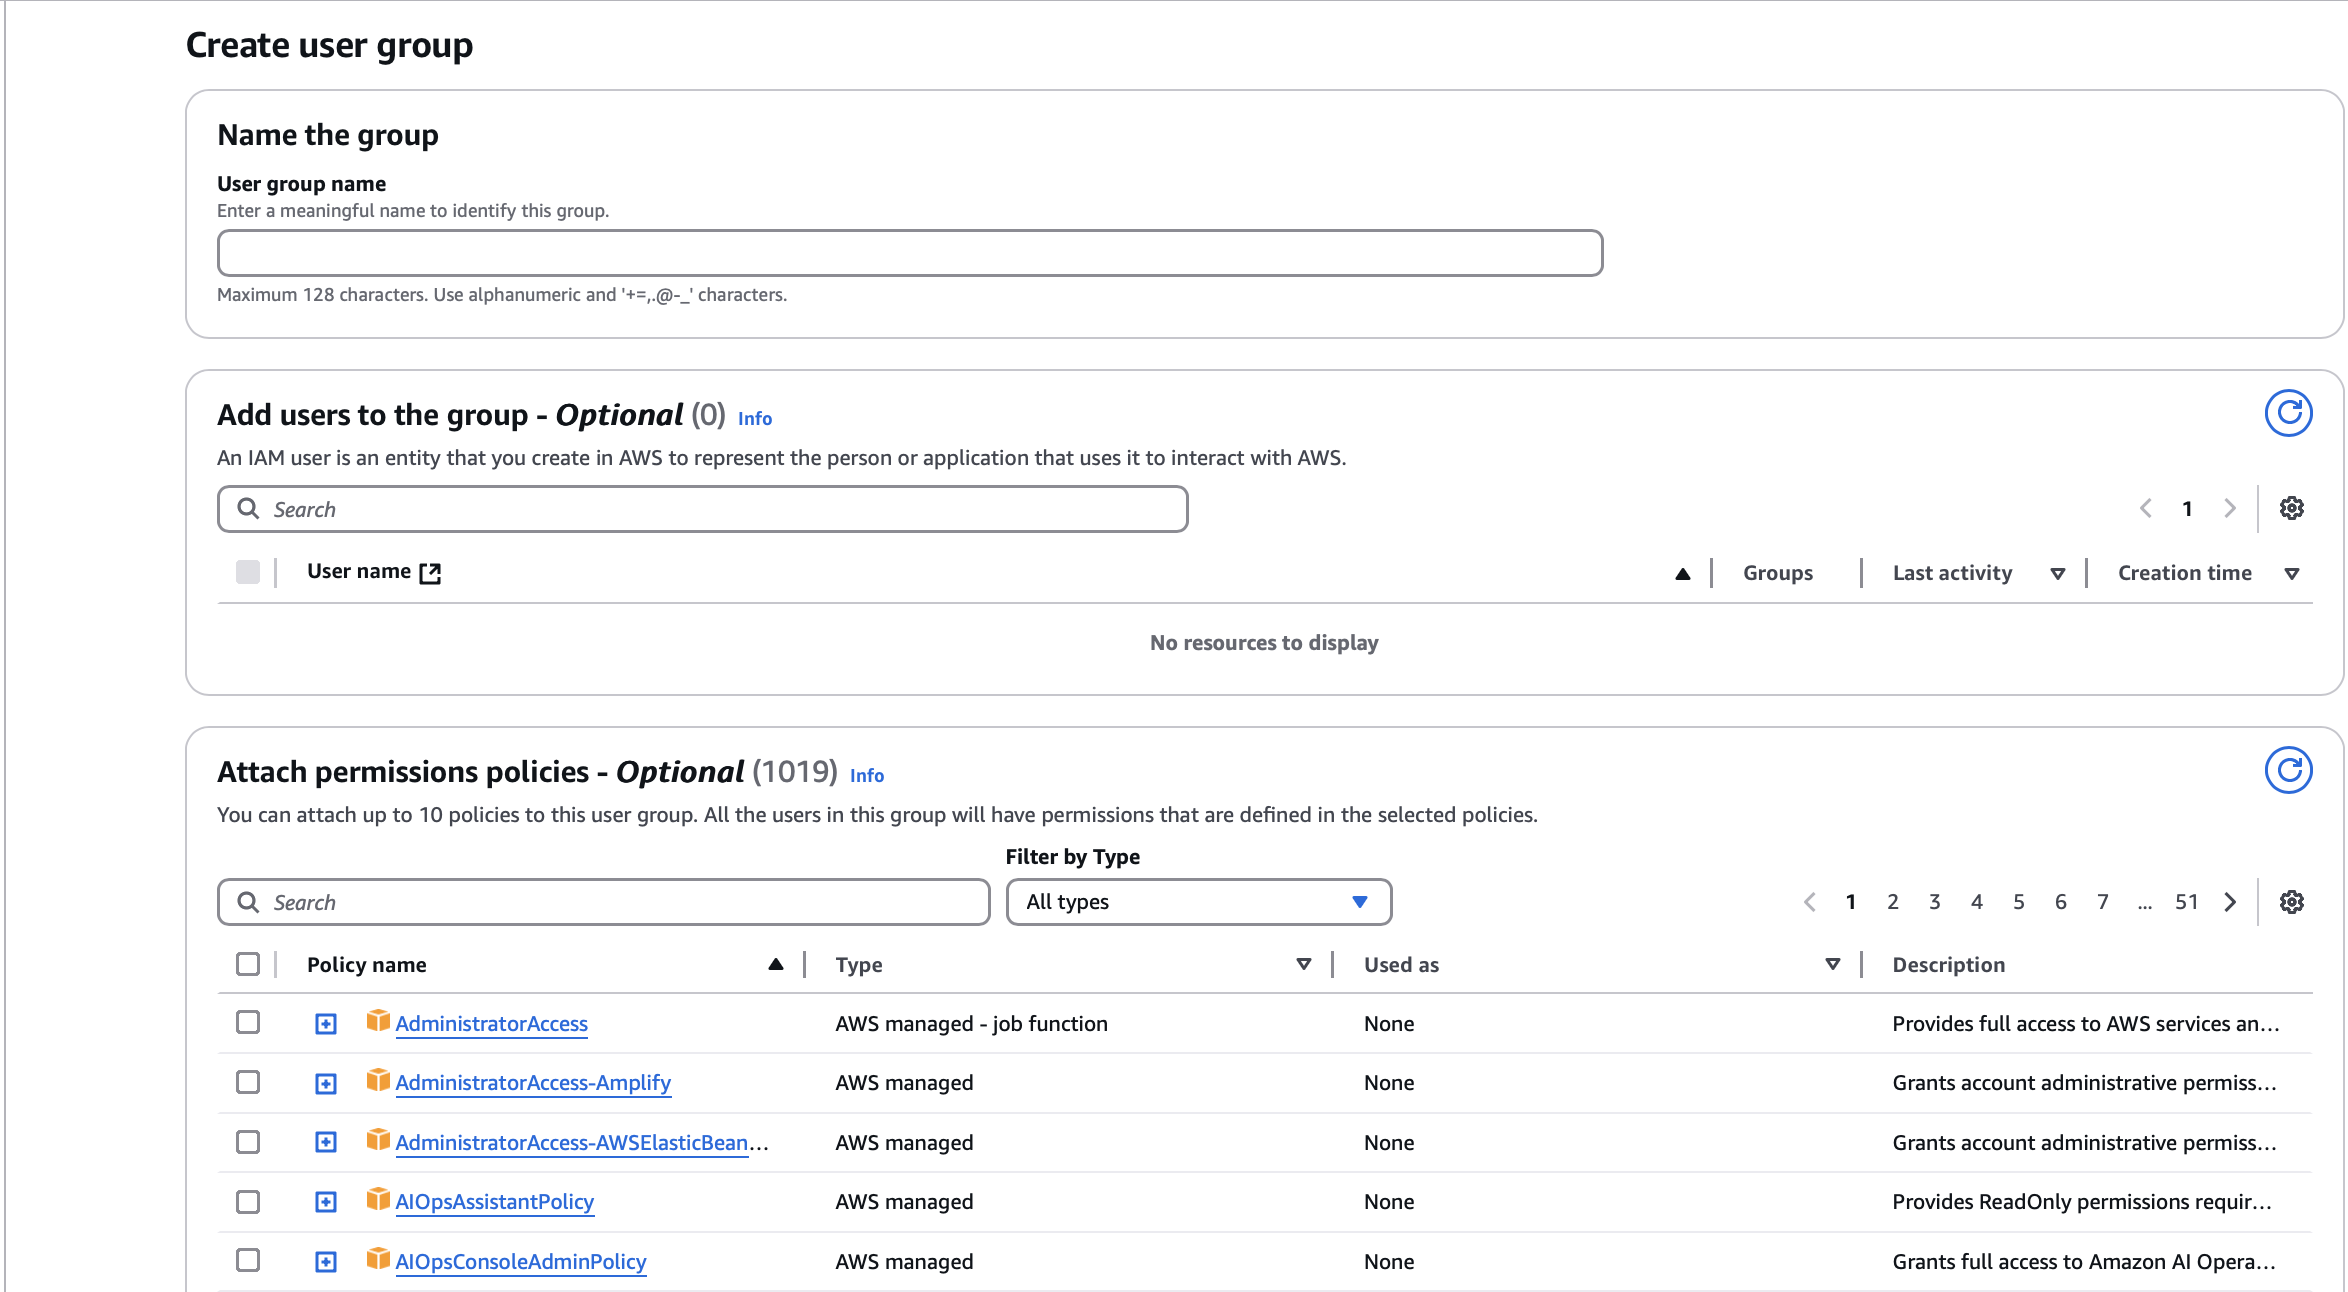 Create user group
Name the group
User group name
Enter a meaningful name to identify this group.
Maximum 128 characters. Use alphanumeric and '+=,.@-_' characters.
Add users to the group - Optional (0) Info
An IAM user is an entity that you create in AWS to represent the person or application that uses it to interact with AWS.
Search
1
User name Groups Last activity Creation time
No resources to display
Attach permissions policies - Optional (1019) Info
You can attach up to 10 policies to this user group. All the users in this group will have permissions that are defined in the selected policies.
Filter by Type
Search All types 1 2 3 4 5 6 7 ... 51
Policy name Type Used as Description
AdministratorAccess AWS managed - job function None Provides full access to AWS services an...
AdministratorAccess-Amplify AWS managed None Grants account administrative permiss...
AdministratorAccess-AWSElasticBean... AWS managed None Grants account administrative permiss...
AIOpsAssistantPolicy AWS managed None Provides ReadOnly permissions requir...
AIOpsConsoleAdminPolicy AWS managed None Grants full access to Amazon AI Opera...